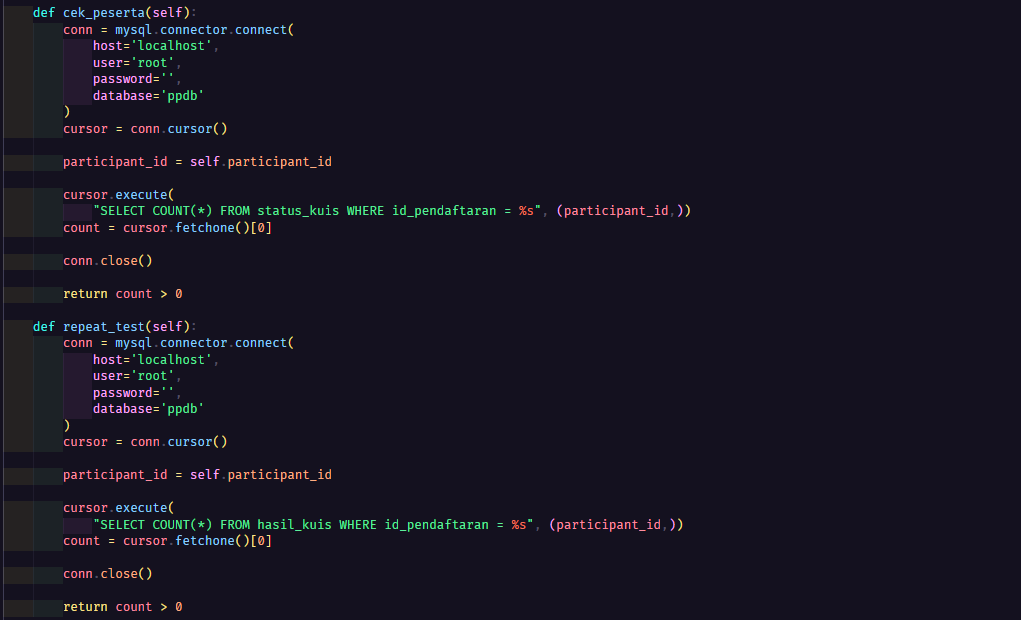 def cek_peserta(self):
conn = mysql.connector.connect(
host='localhost',
user='root',
password='',
database='ppdb'
)
cursor = conn.cursor()
participant_id = self.participant_id
cursor.execute(
"SELECT COUNT(*) FROM status_kuis WHERE id_pendaftaran = %s", (participant_id,))
count = cursor.fetchone()[0]
conn.close()
return count > 0
def repeat_test(self):
conn = mysql.connector.connect(
host='localhost',
user='root',
password='',
database='ppdb'
)
cursor = conn.cursor()
participant_id = self.participant_id
cursor.execute(
"SELECT COUNT(*) FROM hasil_kuis WHERE id_pendaftaran = %s", (participant_id,))
count = cursor.fetchone()[0]
conn.close()
return count > 0